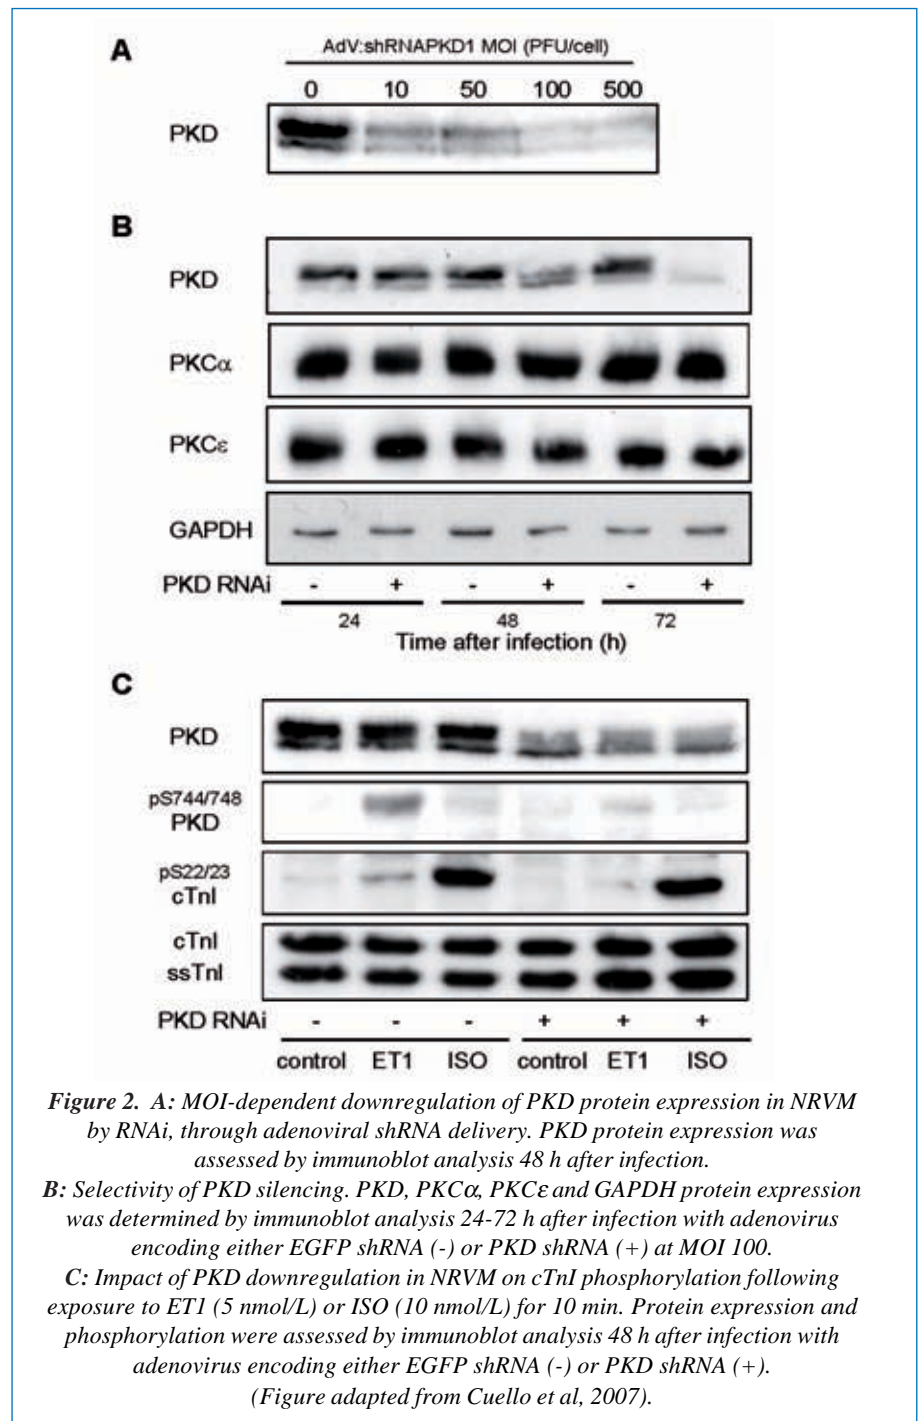 A
AdV:shRNAPKD1 MOI (PFU/cell)
0 10 50 100 500
PKD
B
PKD
PKCα
PKCε
GAPDH
PKD RNAi - + - + - +
24 48 72
Time after infection (h)
C
PKD
pS744/748
PKD
pS22/23
cTnI
cTnI
ssTnI
PKD RNAi - - - + + +
control ET1 ISO control ET1 ISO
Figure 2. A: MOI-dependent downregulation of PKD protein expression in NRVM
by RNAi, through adenoviral shRNA delivery. PKD protein expression was
assessed by immunoblot analysis 48 h after infection.
B: Selectivity of PKD silencing. PKD, PKCα, PKCε and GAPDH protein expression
was determined by immunoblot analysis 24-72 h after infection with adenovirus
encoding either EGFP shRNA (-) or PKD shRNA (+) at MOI 100.
C: Impact of PKD downregulation in NRVM on cTnI phosphorylation following
exposure to ET1 (5 nmol/L) or ISO (10 nmol/L) for 10 min. Protein expression and
phosphorylation were assessed by immunoblot analysis 48 h after infection with
adenovirus encoding either EGFP shRNA (-) or PKD shRNA (+).
(Figure adapted from Cuello et al, 2007).